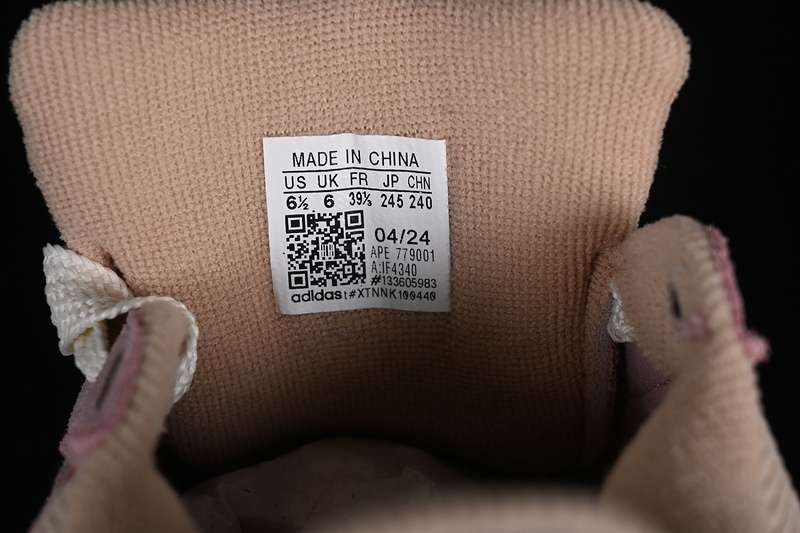 MADE IN CHINA
US UK FR JP CHN
6½ 6 39⅓ 245 240
04/24
APE 779001
A:IF4340
#133605983
adidas t#XTNNK100440